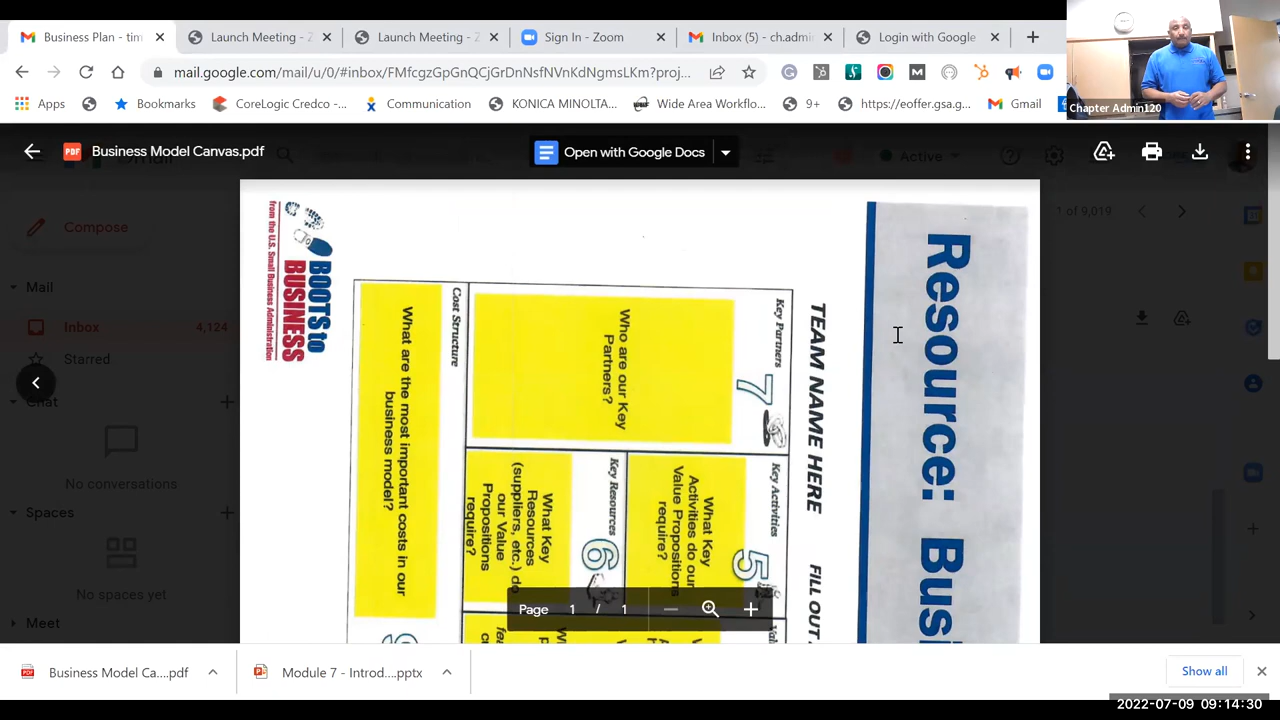 Business Plan - tim
Launch Meeting - Z
Launch Meeting
Sign In - Zoom
Inbox (5) - ch.admin
Login with Google
mail.google.com/mail/u/0/#inbox/FMfcgzGpGnQCjGrDnNsfNVnKdNgmsLKm?proj...
Apps
Bookmarks
CoreLogic Credco -...
Communication
KONICA MINOLTA...
Wide Area Workflo...
9+
https://eoffer.gsa.g...
Gmail
Chapter Admin120
PDF
Business Model Canvas.pdf
Open with Google Docs
Active
Compose
1 of 9,019
Mail
Inbox
4,124
Starred
Chat
No conversations
Spaces
No spaces yet
Meet
Resource: Busi
TEAM NAME HERE
FILL OUT
Key Partners
7
Who are our Key
Partners?
Key Activities
5
What Key
Activities do our
Value Propositions
require?
Key Resources
6
What Key
Resources
(suppliers, etc.) do
our Value
Propositions
require?
Cost Structure
What are the most important costs in our
business model?
9
BOOTS to
BUSINESS
from the U.S. Small Business Administration
Page 1 / 1
Business Model Ca....pdf
Module 7 - Introd....pptx
Show all
2022-07-09 09:14:30